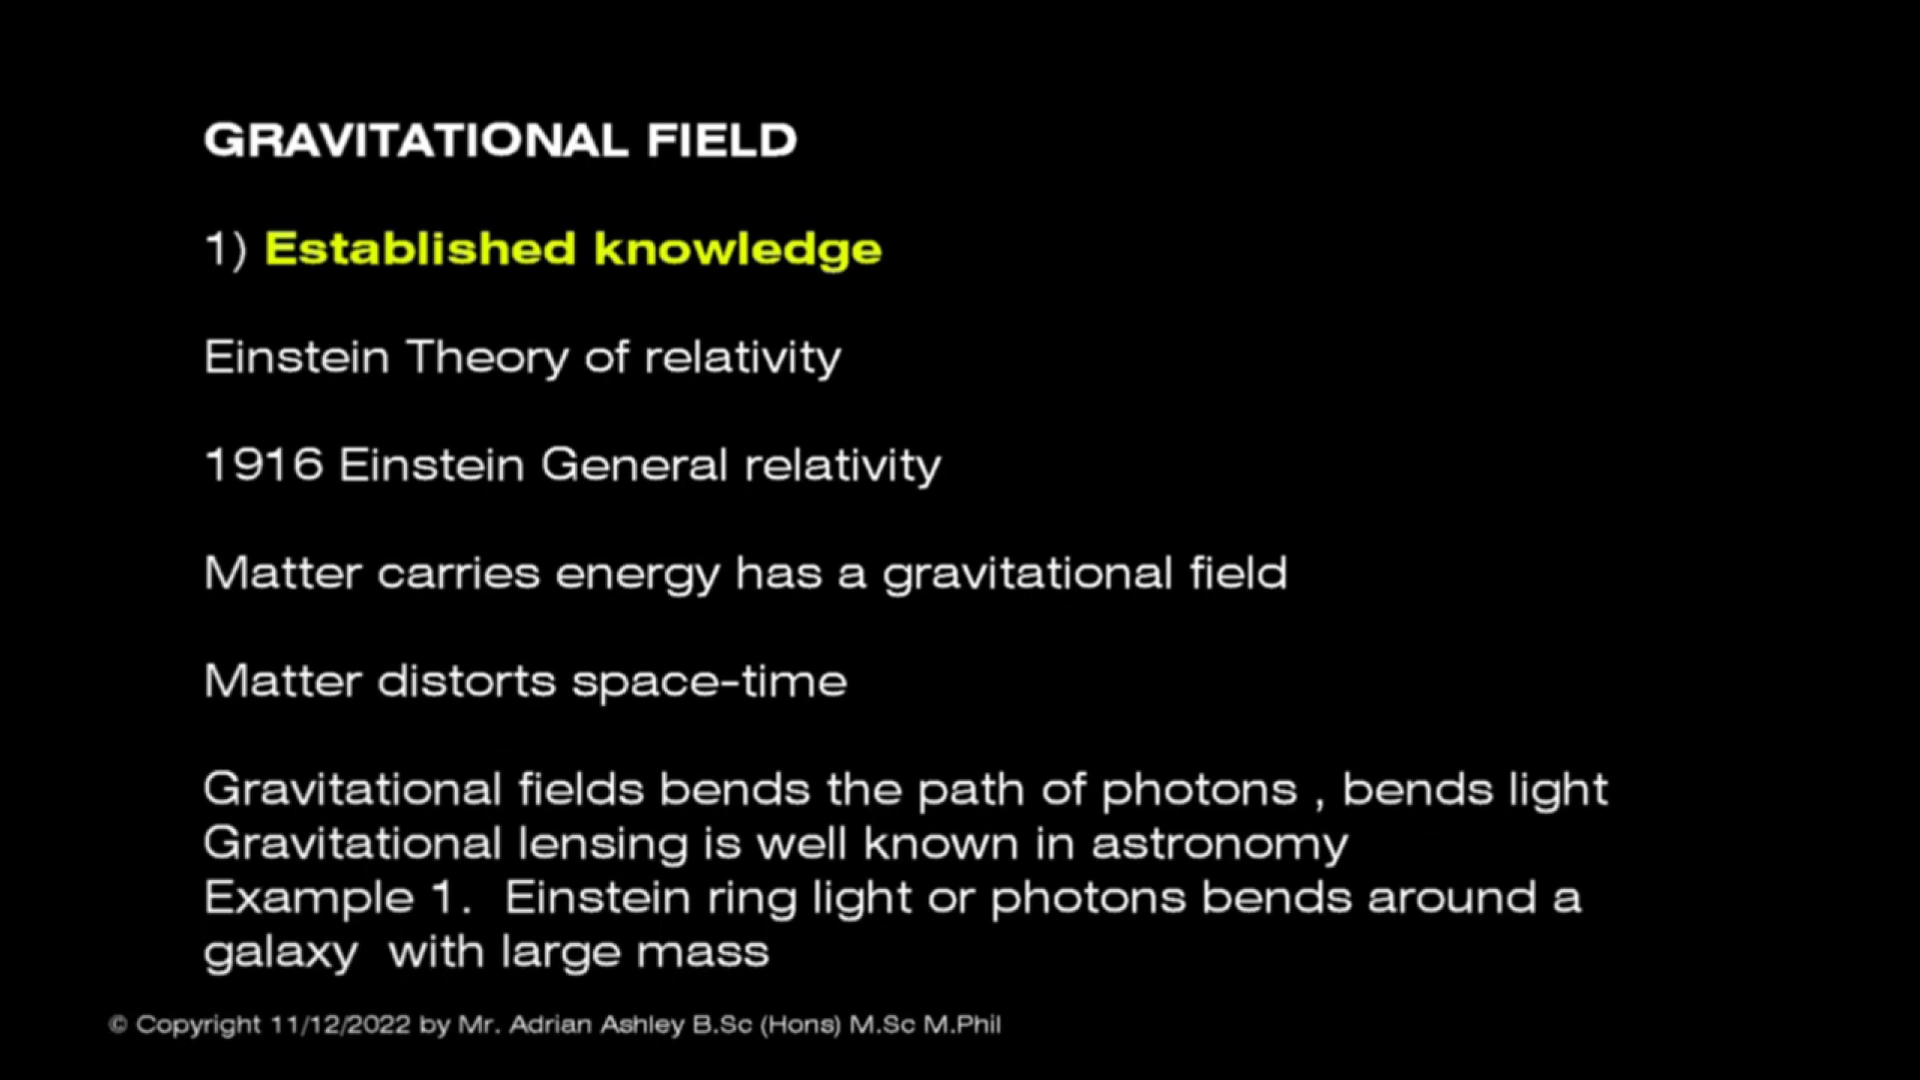 GRAVITATIONAL FIELD
1) Established knowledge
Einstein Theory of relativity
1916 Einstein General relativity
Matter carries energy has a gravitational field
Matter distorts space-time
Gravitational fields bends the path of photons , bends light
Gravitational lensing is well known in astronomy
Example 1.  Einstein ring light or photons bends around a
galaxy  with large mass
© Copyright 11/12/2022 by Mr. Adrian Ashley B.Sc (Hons) M.Sc M.Phil